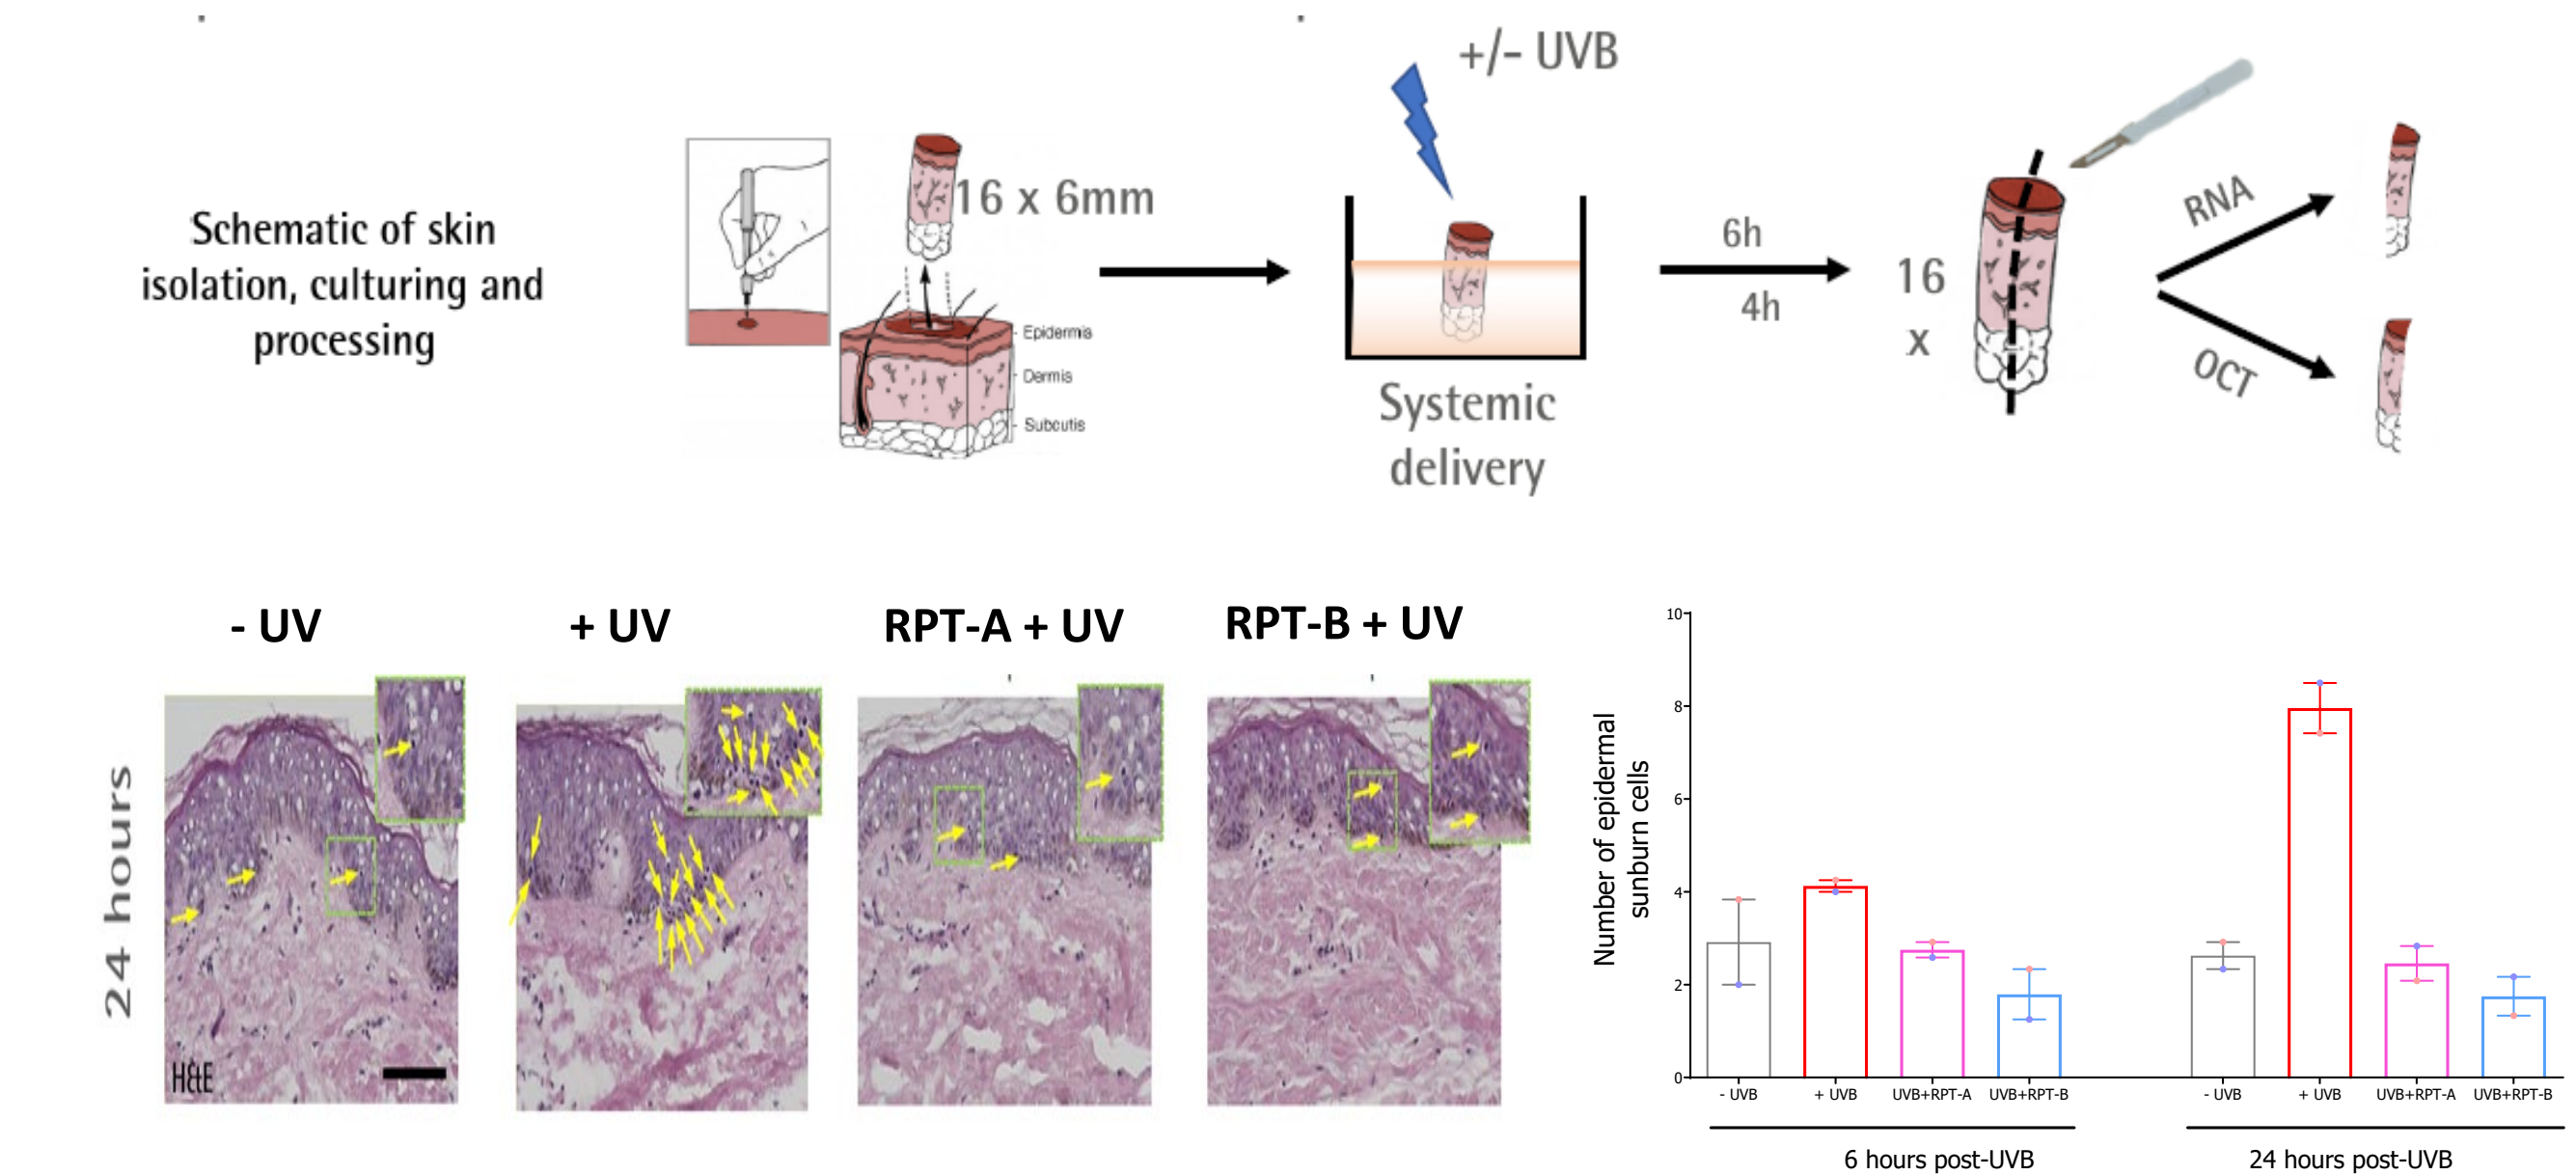 Schematic of skin
isolation, culturing and
processing
16 x 6mm
Epidermis
Dermis
Subcutis
+/- UVB
Systemic
delivery
6h
4h
16
x
RNA
OCT
- UV
+ UV
RPT-A + UV
RPT-B + UV
24 hours
H&E
Number of epidermal
sunburn cells
10
8
6
4
2
0
- UVB
+ UVB
UVB+RPT-A
UVB+RPT-B
- UVB
+ UVB
UVB+RPT-A
UVB+RPT-B
6 hours post-UVB
24 hours post-UVB